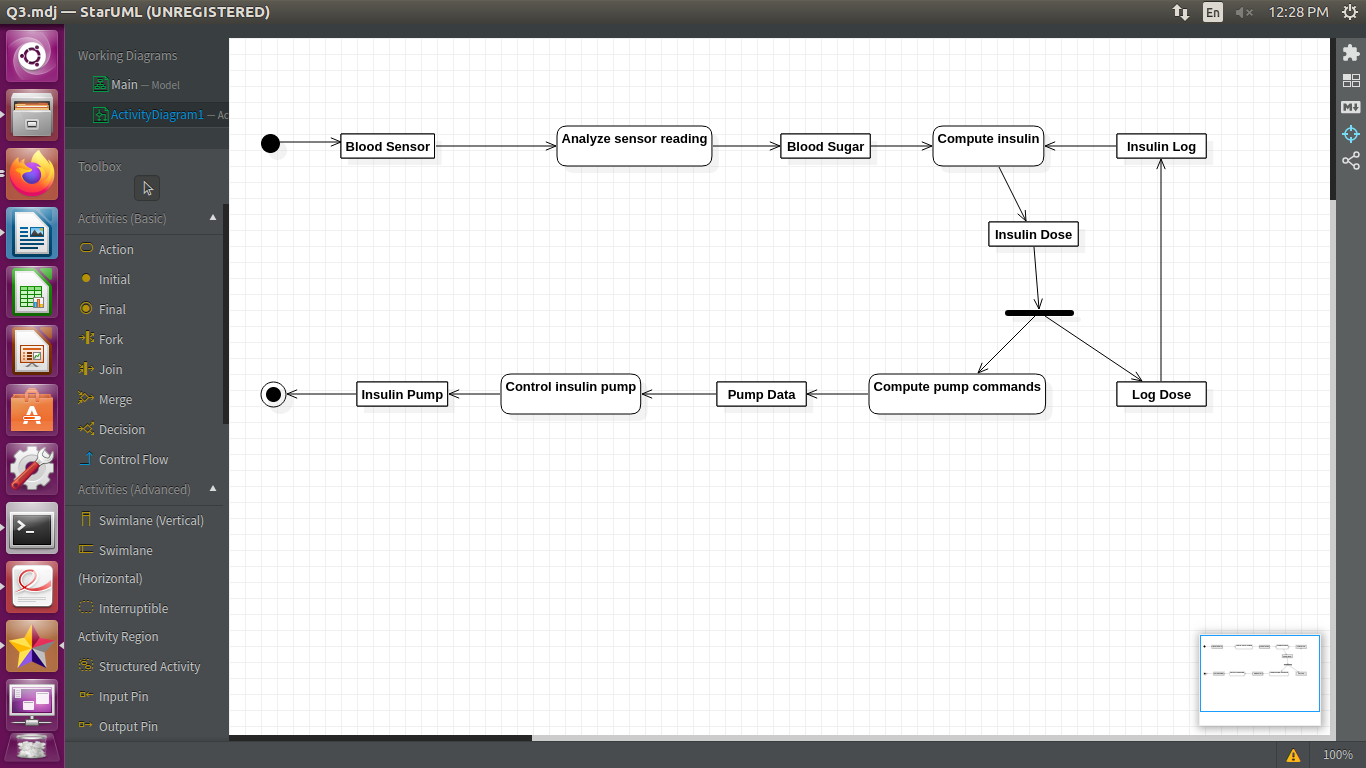 Q3.mdj — StarUML (UNREGISTERED)
En
12:28 PM
Working Diagrams
Main — Model
ActivityDiagram1 — Ac
Toolbox
Activities (Basic)
Action
Initial
Final
Fork
Join
Merge
Decision
Control Flow
Activities (Advanced)
Swimlane (Vertical)
Swimlane
(Horizontal)
Interruptible
Activity Region
Structured Activity
Input Pin
Output Pin
Blood Sensor
Analyze sensor reading
Blood Sugar
Compute insulin
Insulin Log
Insulin Dose
Insulin Pump
Control insulin pump
Pump Data
Compute pump commands
Log Dose
M
A
>_
100%